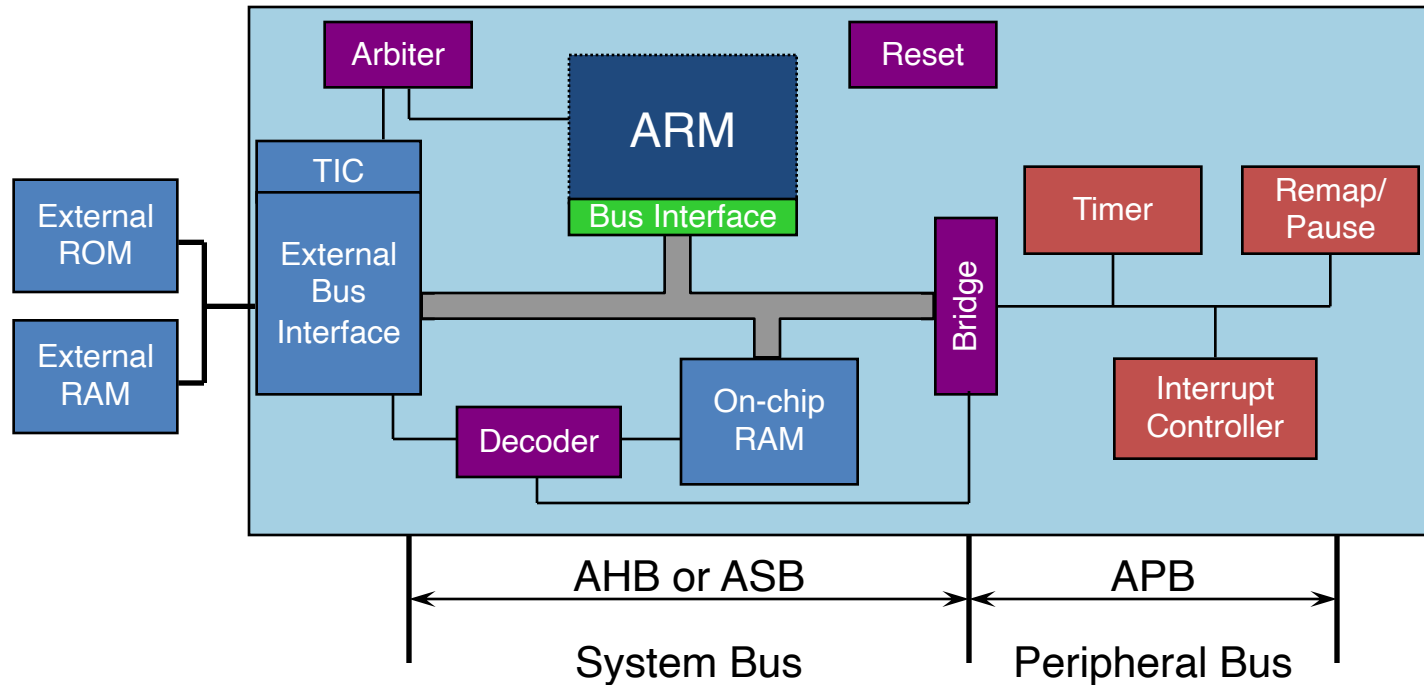 Arbiter
Reset
ARM
TIC
Bus Interface
External
ROM
External
RAM
External
Bus
Interface
Timer
Remap/
Pause
Bridge
On-chip
RAM
Decoder
Interrupt
Controller
AHB or ASB
APB
System Bus
Peripheral Bus